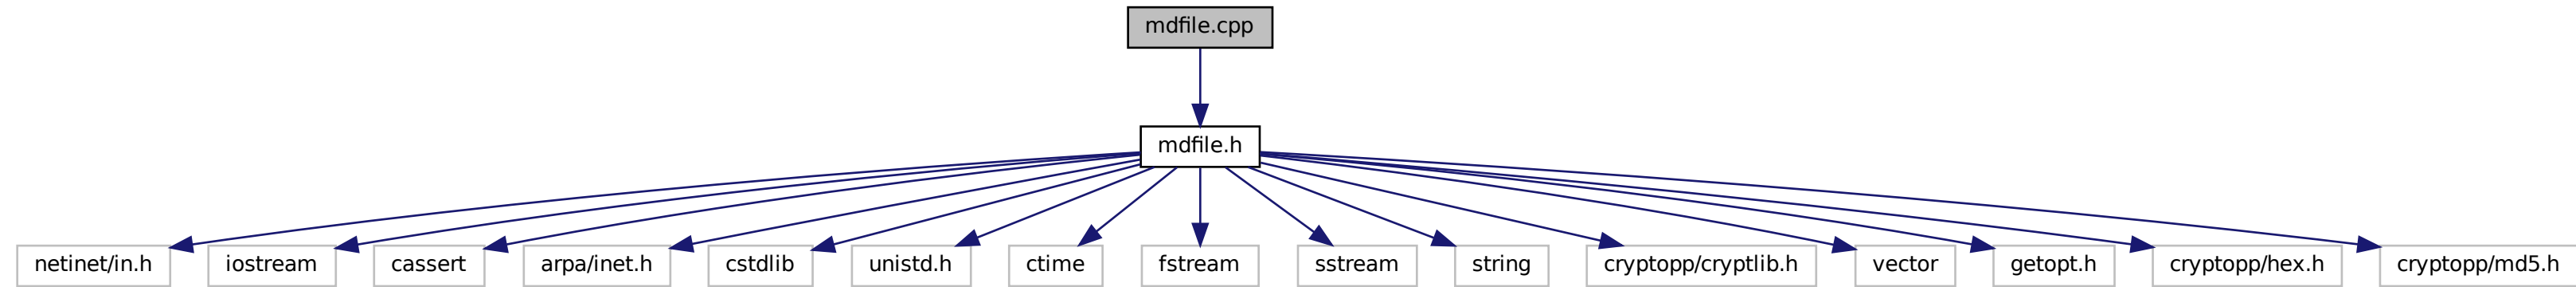 mdfile.cpp
mdfile.h
netinet/in.h
iostream
cassert
arpa/inet.h
cstdlib
unistd.h
ctime
fstream
sstream
string
cryptopp/cryptlib.h
vector
getopt.h
cryptopp/hex.h
cryptopp/md5.h